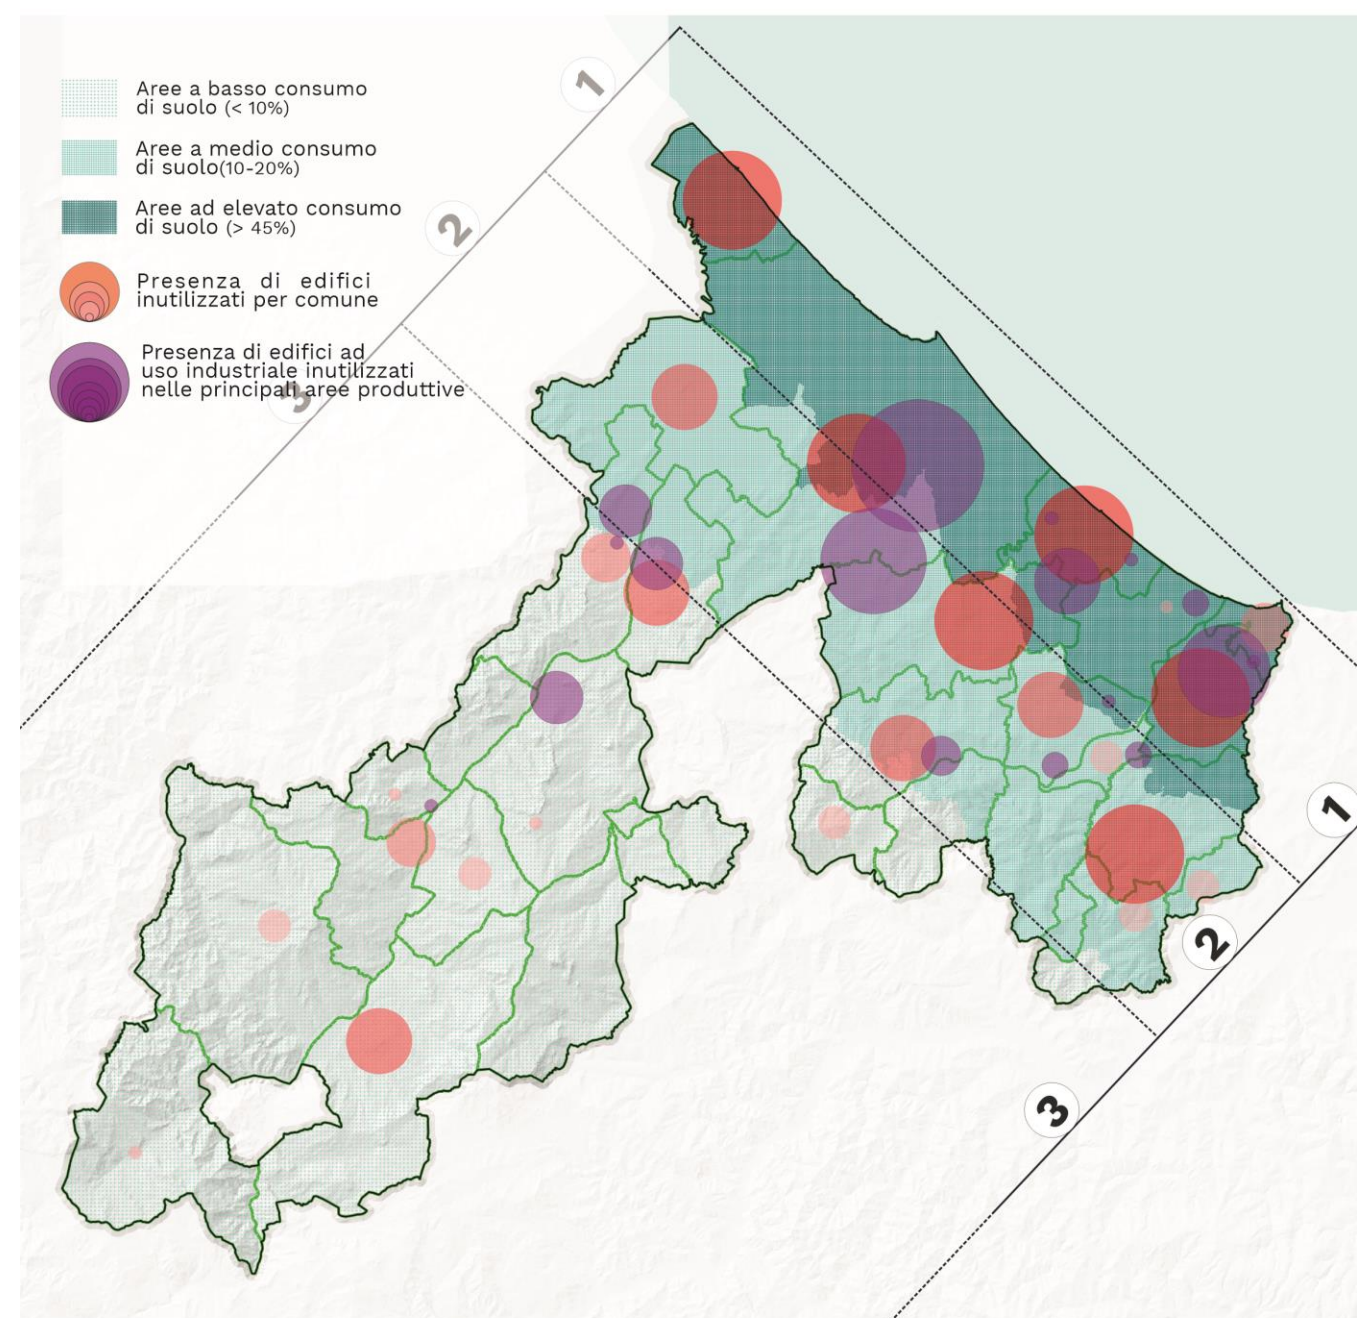 Aree a basso consumo
di suolo (< 10%)
Aree a medio consumo
di suolo(10-20%)
Aree ad elevato consumo
di suolo (> 45%)
Presenza di edifici
inutilizzati per comune
Presenza di edifici ad
uso industriale inutilizzati
nelle principali aree produttive
1
2
3
1
2
3